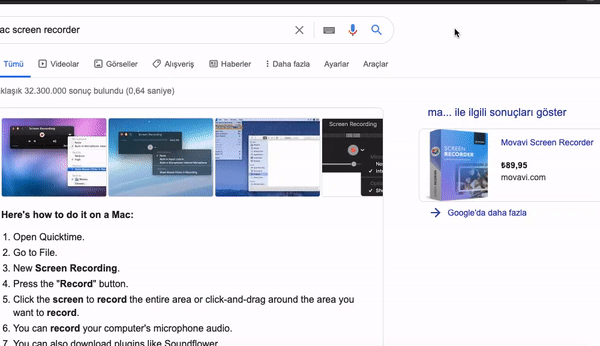 ac screen recorder
Tümü Videolar Görseller Alışveriş Haberler Daha fazla Ayarlar Araçlar
aklaşık 32.300.000 sonuç bulundu (0,64 saniye)
Screen Recording
Screen Recording
Screen Recording
ma... ile ilgili sonuçları göster
SCREEN
RECORDER
Movavi Screen Recorder
₺89,95
movavi.com
Google'da daha fazla
Here's how to do it on a Mac:
1. Open Quicktime.
2. Go to File.
3. New Screen Recording.
4. Press the "Record" button.
5. Click the screen to record the entire area or click-and-drag around the area you
want to record.
6. You can record your computer's microphone audio.
7. You can also download plugins like Soundflower.